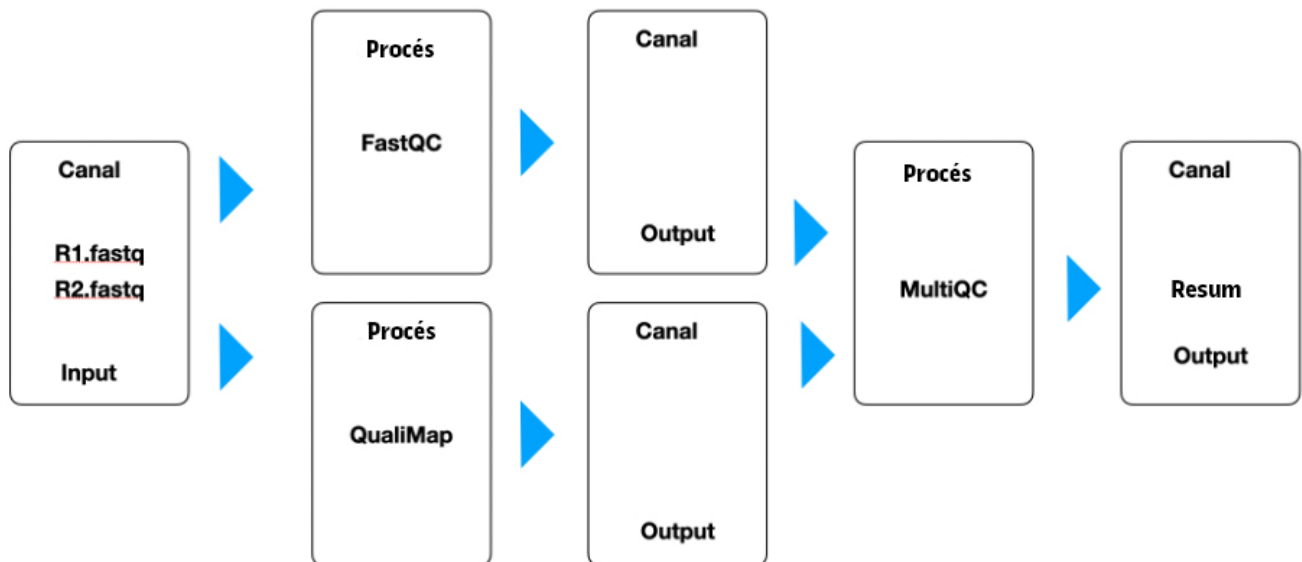 Canal
R1.fastq
R2.fastq
Input
Procés
FastQC
Canal
Output
Procés
QualiMap
Canal
Output
Procés
MultiQC
Canal
Resum
Output